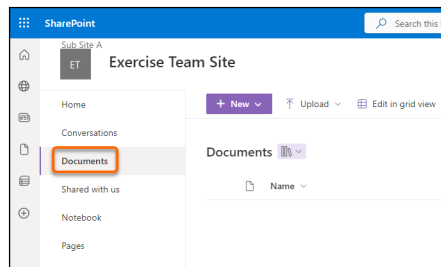 SharePoint
Search this
Sub Site A
ET
Exercise Team Site
Home
Conversations
Documents
Shared with us
Notebook
Pages
+ New
Upload
Edit in grid view
Documents
Name